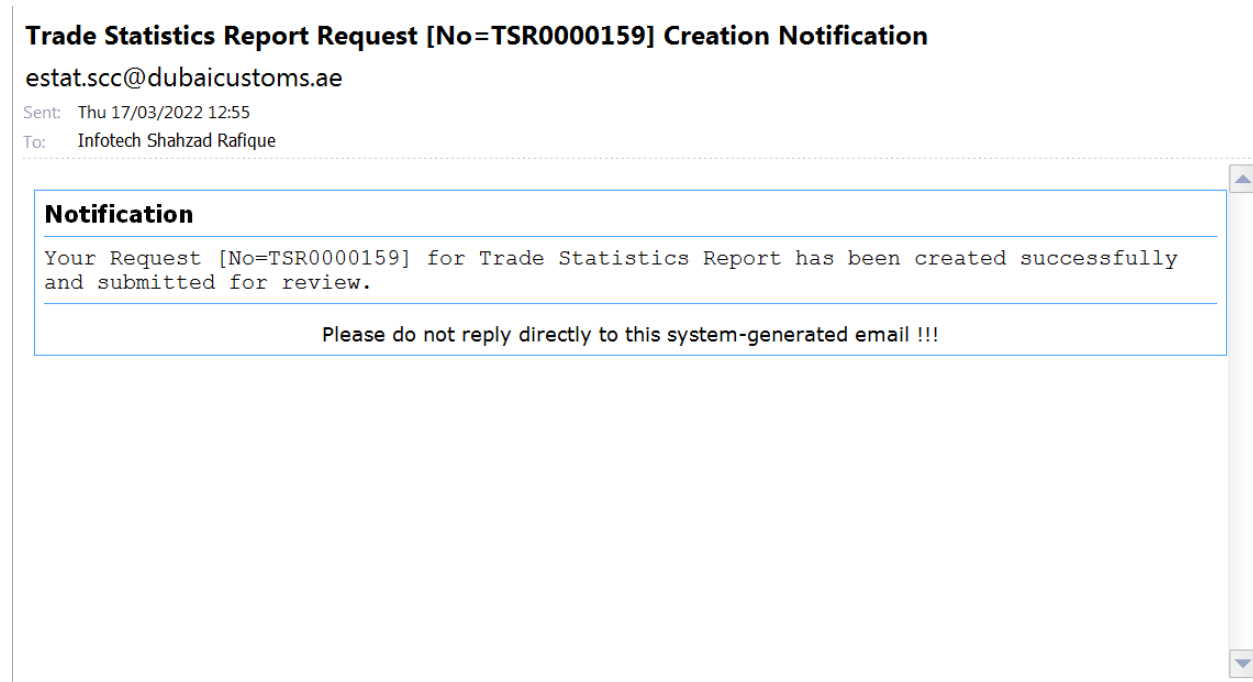 Trade Statistics Report Request [No=TSR0000159] Creation Notification
estat.scc@dubaicustoms.ae
Sent: Thu 17/03/2022 12:55
To: Infotech Shahzad Rafique
Notification
Your Request [No=TSR0000159] for Trade Statistics Report has been created successfully
and submitted for review.
Please do not reply directly to this system-generated email !!!